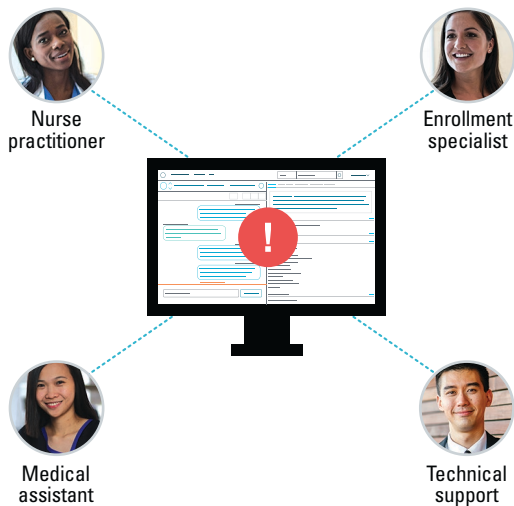 Nurse
practitioner
Enrollment
specialist
!
Medical
assistant
Technical
support